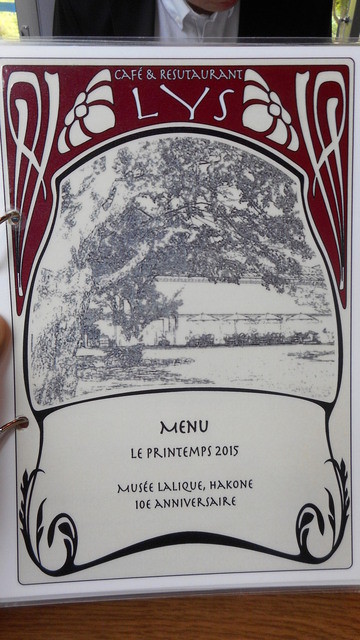 CAFÉ & RESUTAURANT
LYS
MENU
LE PRINTEMPS 2015
MUSÉE LALIQUE, HAKONE
10E ANNIVERSAIRE